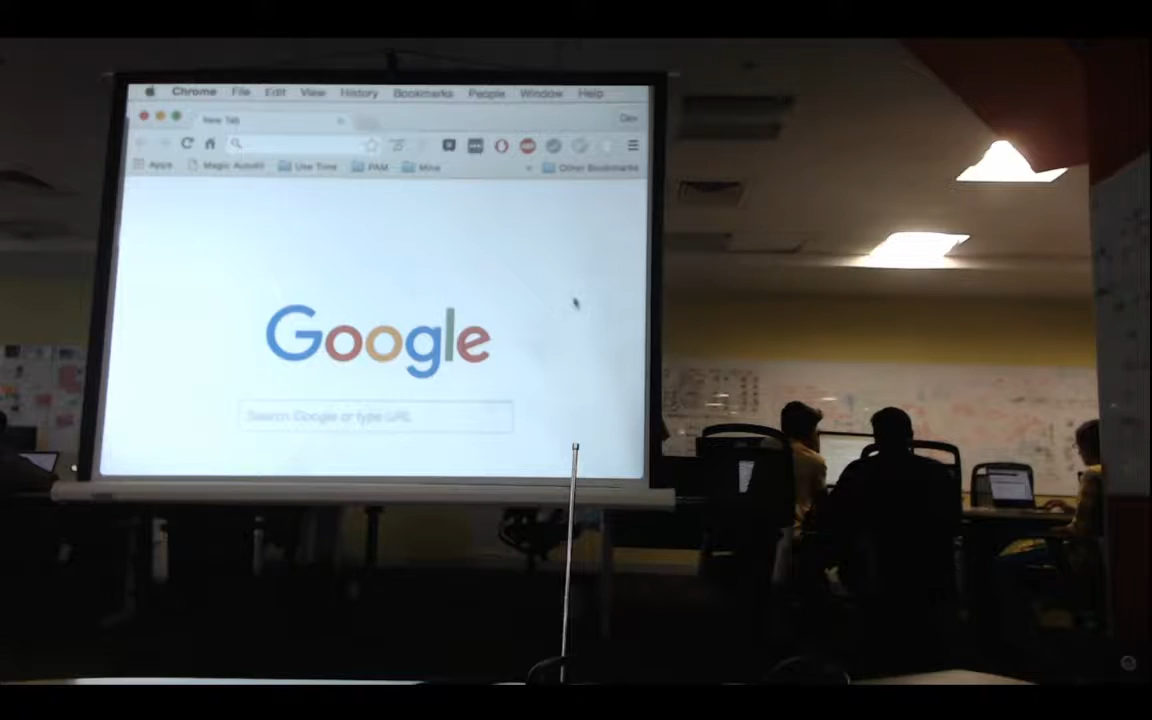 Chrome File Edit View History Bookmarks People Window Help
New Tab
Dev
Apps Magic Autofill Use Time PAM Mine » Other Bookmarks
Google
Search Google or type URL